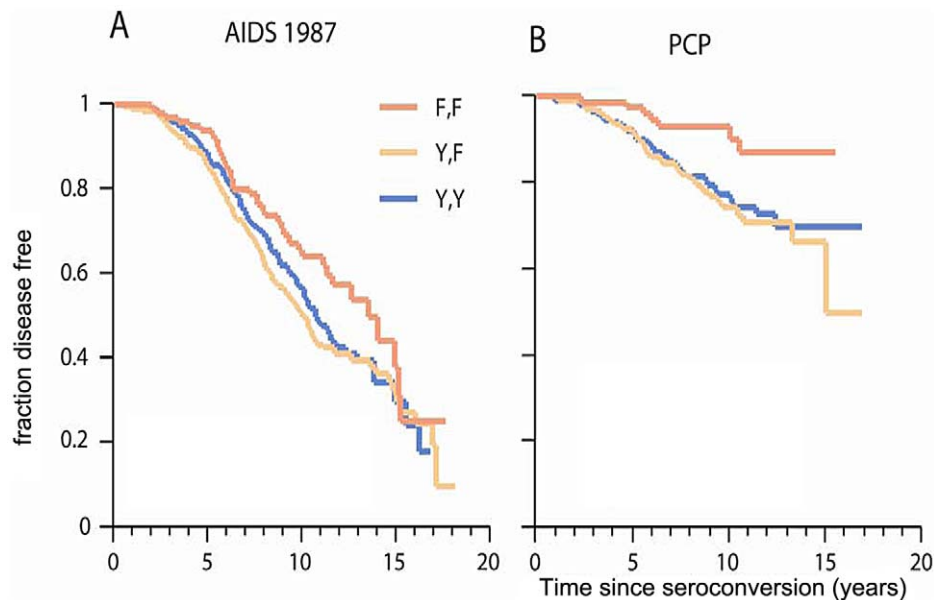 A
AIDS 1987
B
PCP
F,F
Y,F
Y,Y
fraction disease free
1
0.8
0.6
0.4
0.2
0
0 5 10 15 20
0 5 10 15 20
Time since seroconversion (years)